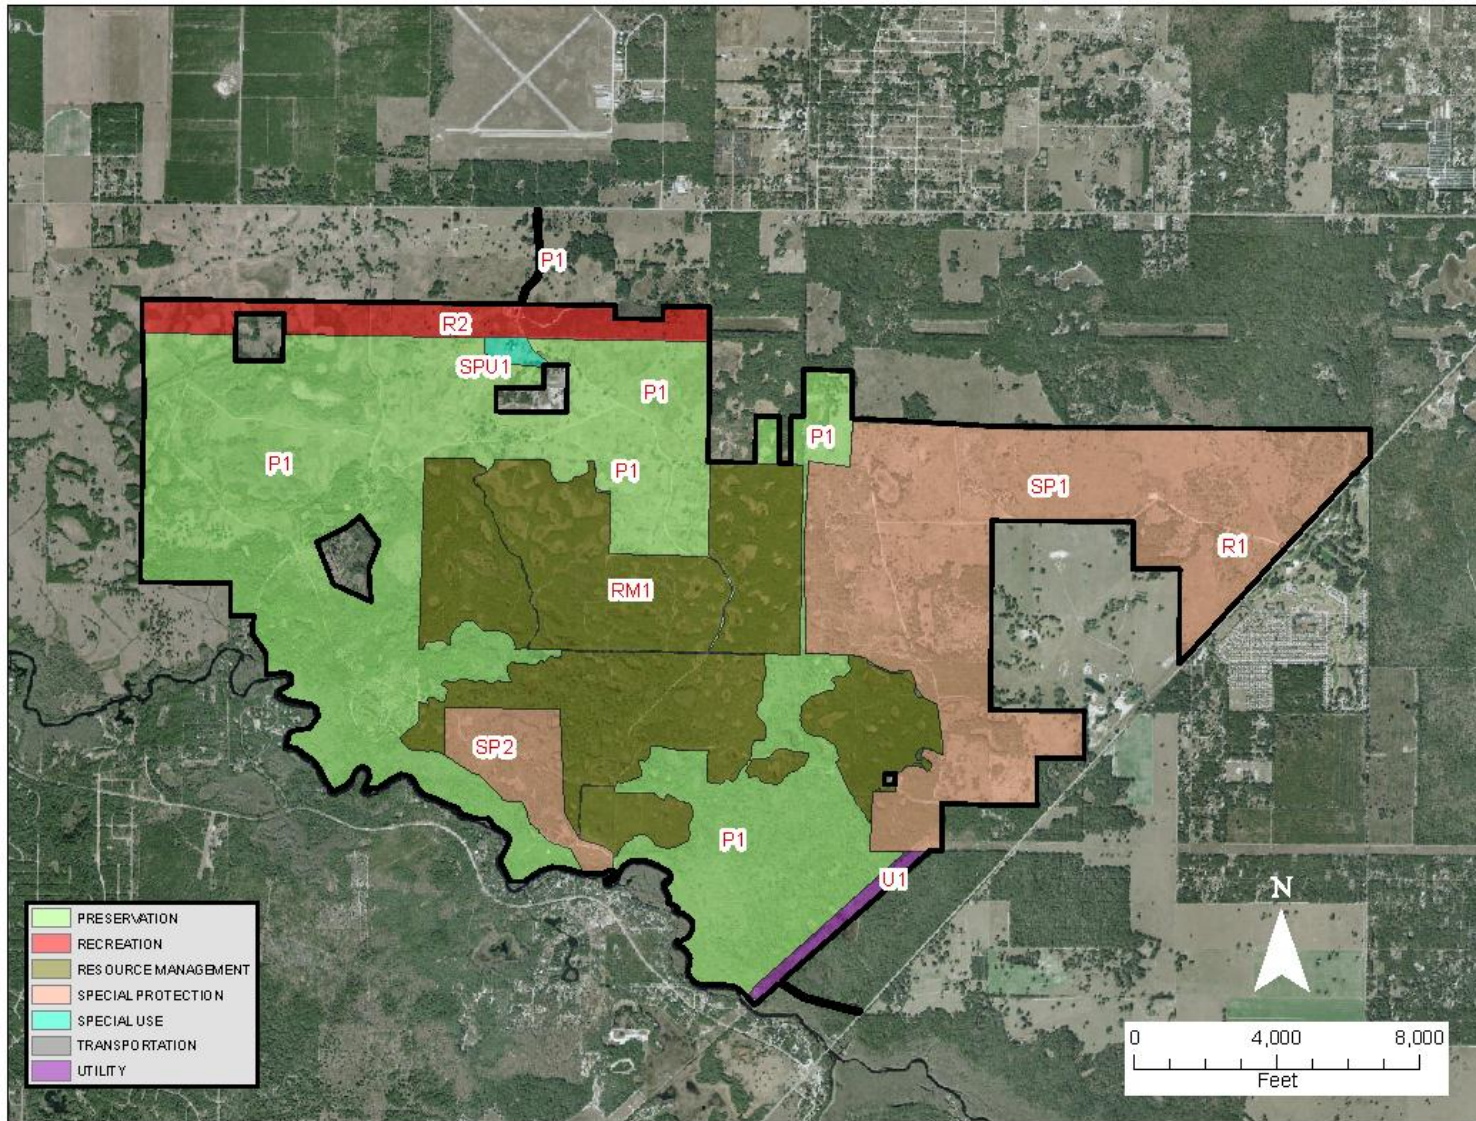 P1
R2
SPU1
P1
P1
P1
P1
SP1
R1
RM1
SP2
P1
U1
N
PRESERVATION
RECREATION
RESOURCE MANAGEMENT
SPECIAL PROTECTION
SPECIAL USE
TRANSPORTATION
UTILITY
0 4,000 8,000
Feet